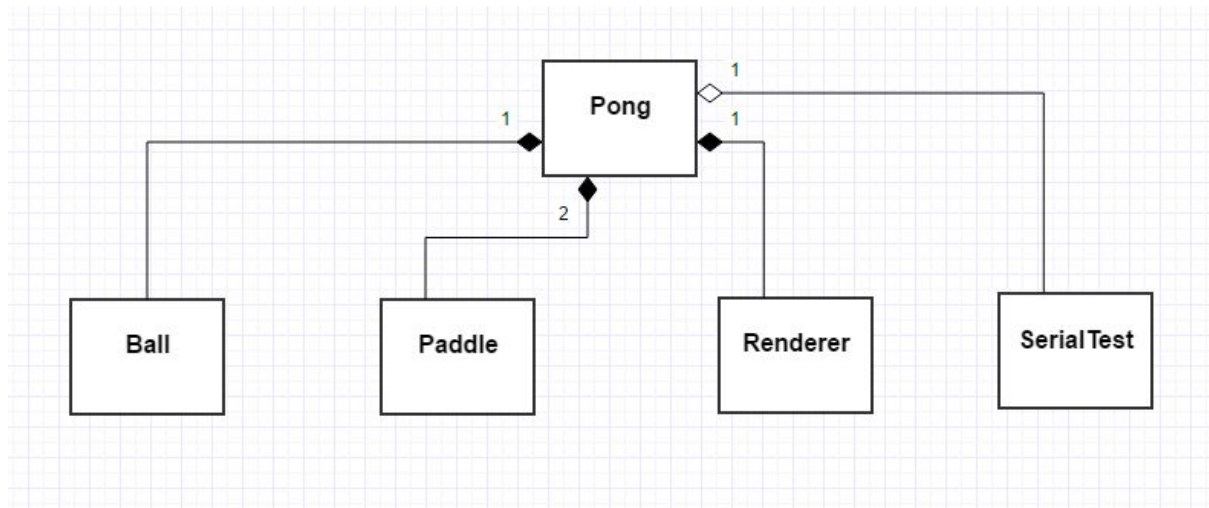 1
Pong
1
1
2
Ball
Paddle
Renderer
SerialTest